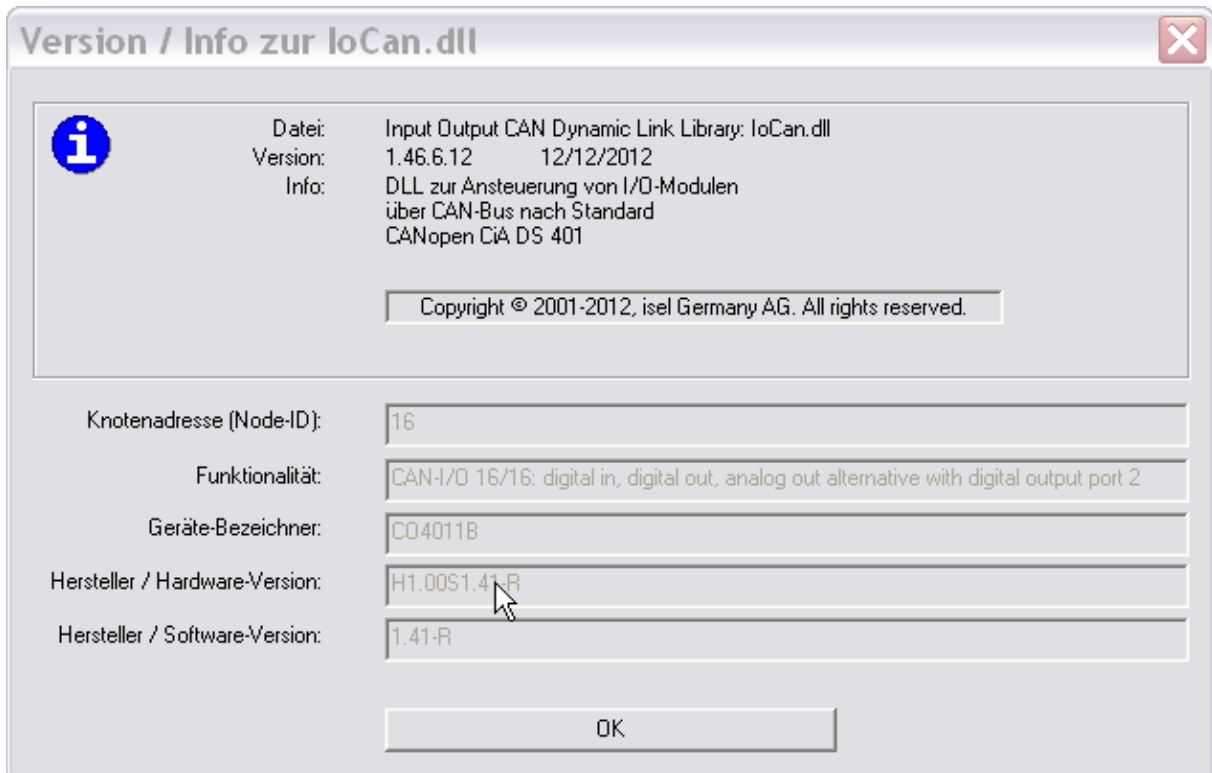 Version / Info zur IoCan.dll
Datei: Input Output CAN Dynamic Link Library: IoCan.dll
Version: 1.46.6.12 12/12/2012
Info: DLL zur Ansteuerung von I/O-Modulen
über CAN-Bus nach Standard
CANopen CiA DS 401
Copyright © 2001-2012, isel Germany AG. All rights reserved.
Knotenadresse (Node-ID): 16
Funktionalität: CAN-I/O 16/16: digital in, digital out, analog out alternative with digital output port 2
Geräte-Bezeichner: CO4011B
Hersteller / Hardware-Version: H1.00S1.41-R
Hersteller / Software-Version: 1.41-R
OK